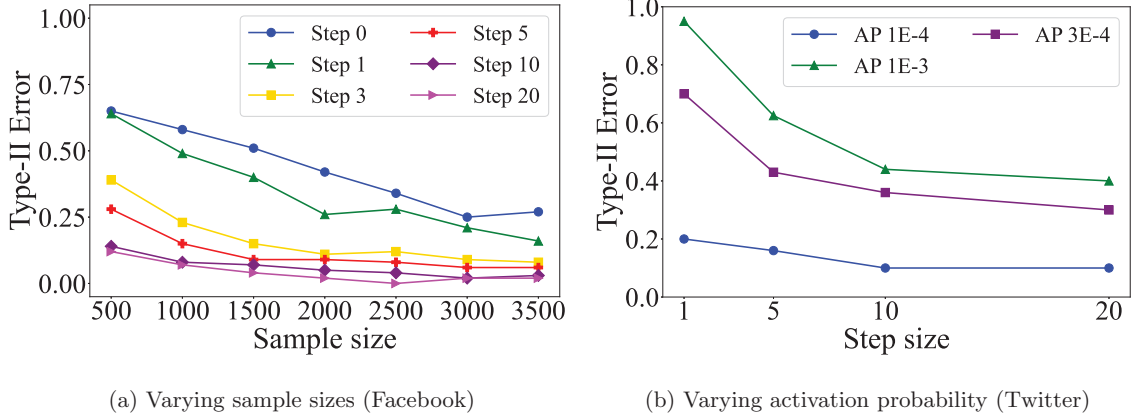 1.00
0.75
0.50
0.25
0.00
Type-II Error
Step 0
Step 5
Step 1
Step 10
Step 3
Step 20
500 1000 1500 2000 2500 3000 3500
Sample size
(a) Varying sample sizes (Facebook)
1.0
0.8
0.6
0.4
0.2
0.0
Type-II Error
AP 1E-4
AP 3E-4
AP 1E-3
1 5 10 20
Step size
(b) Varying activation probability (Twitter)